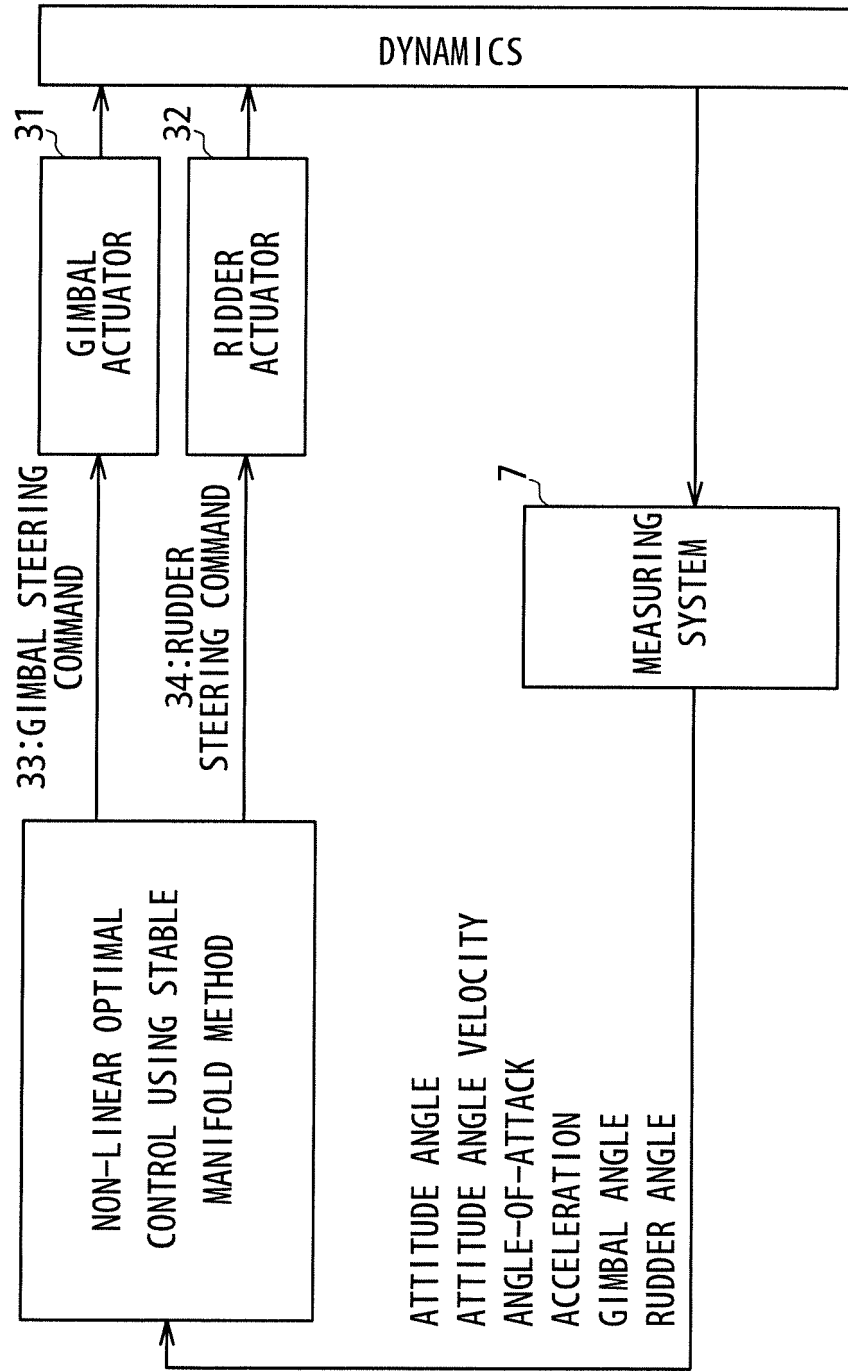 33:GIMBAL STEERING
COMMAND
31
GIMBAL
ACTUATOR
NON-LINEAR OPTIMAL
CONTROL USING STABLE
MANIFOLD METHOD
34:RUDDER
STEERING COMMAND
32
RIDDER
ACTUATOR
DYNAMICS
7
MEASURING
SYSTEM
ATTITUDE ANGLE
ATTITUDE ANGLE VELOCITY
ANGLE-OF-ATTACK
ACCELERATION
GIMBAL ANGLE
RUDDER ANGLE